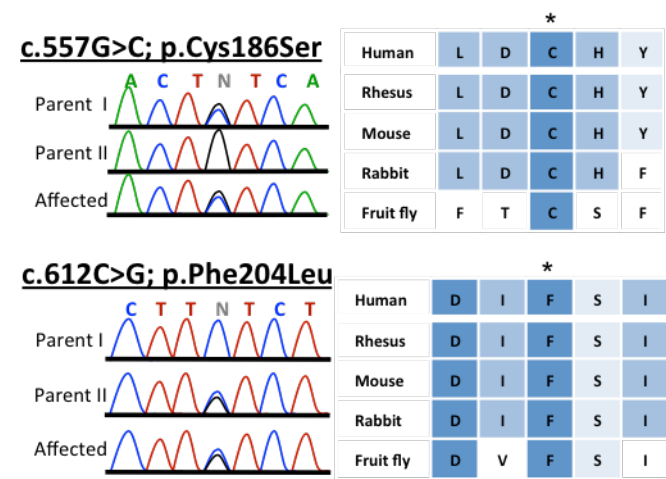 c.557G>C; p.Cys186Ser
A C T N T C A
Parent I
Parent II
Affected
*
Human L D C H Y
Rhesus L D C H Y
Mouse L D C H Y
Rabbit L D C H F
Fruit fly F T C S F
c.612C>G; p.Phe204Leu
C T T N T C T
Parent I
Parent II
Affected
*
Human D I F S I
Rhesus D I F S I
Mouse D I F S I
Rabbit D I F S I
Fruit fly D V F S I